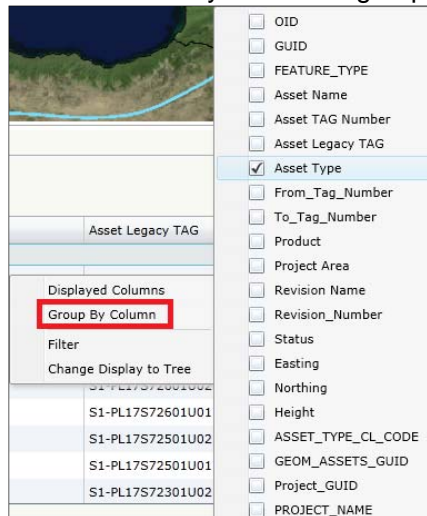 OID
GUID
FEATURE_TYPE
Asset Name
Asset TAG Number
Asset Legacy TAG
Asset Type
From_Tag_Number
To_Tag_Number
Product
Project Area
Revision Name
Revision_Number
Status
Easting
Northing
Height
ASSET_TYPE_CL_CODE
GEOM_ASSETS_GUID
Project_GUID
PROJECT_NAME
Asset Legacy TAG
Displayed Columns
Group By Column
Filter
Change Display to Tree
S1-PL17S72601U01
S1-PL17S72501U02
S1-PL17S72501U01
S1-PL17S72301U02